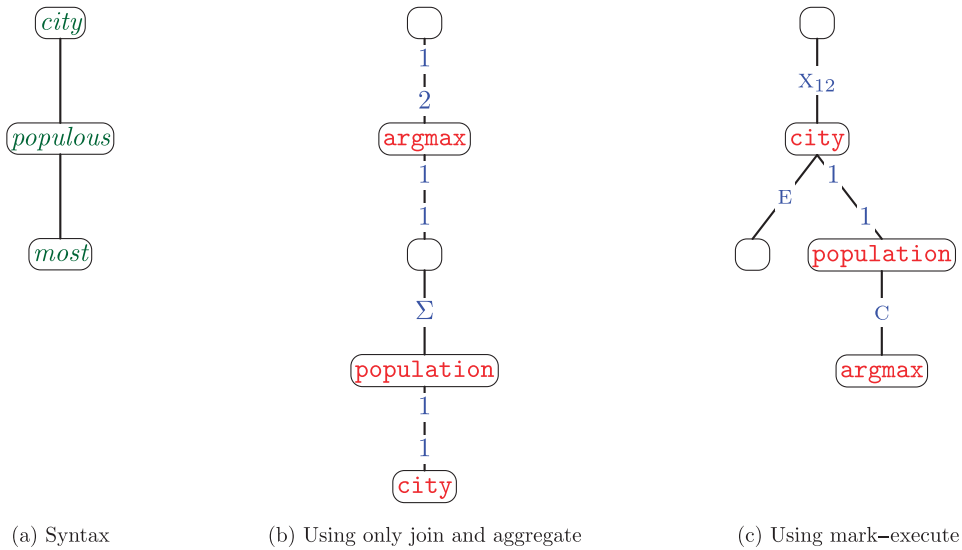 city
populous
most
(a) Syntax
1
2
argmax
1
1
Σ
population
1
1
city
(b) Using only join and aggregate
X12
city
E
1
1
population
C
argmax
(c) Using mark–execute